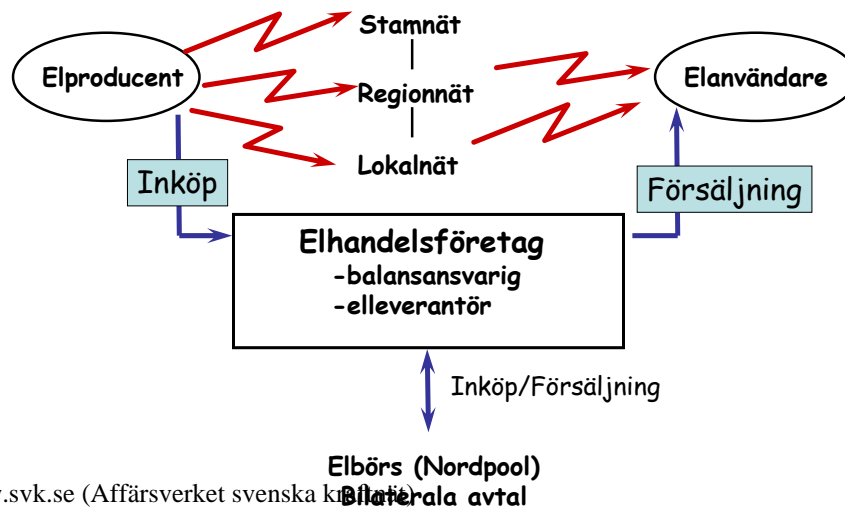 Stamnät
Elproducent
Elanvändare
Regionnät
Lokalnät
Inköp
Försäljning
Elhandelsföretag
-balansansvarig
-elleverantör
Inköp/Försäljning
Elbörs (Nordpool)
.svk.se (Affärsverket svenska kraftnät)
Bilaterala avtal